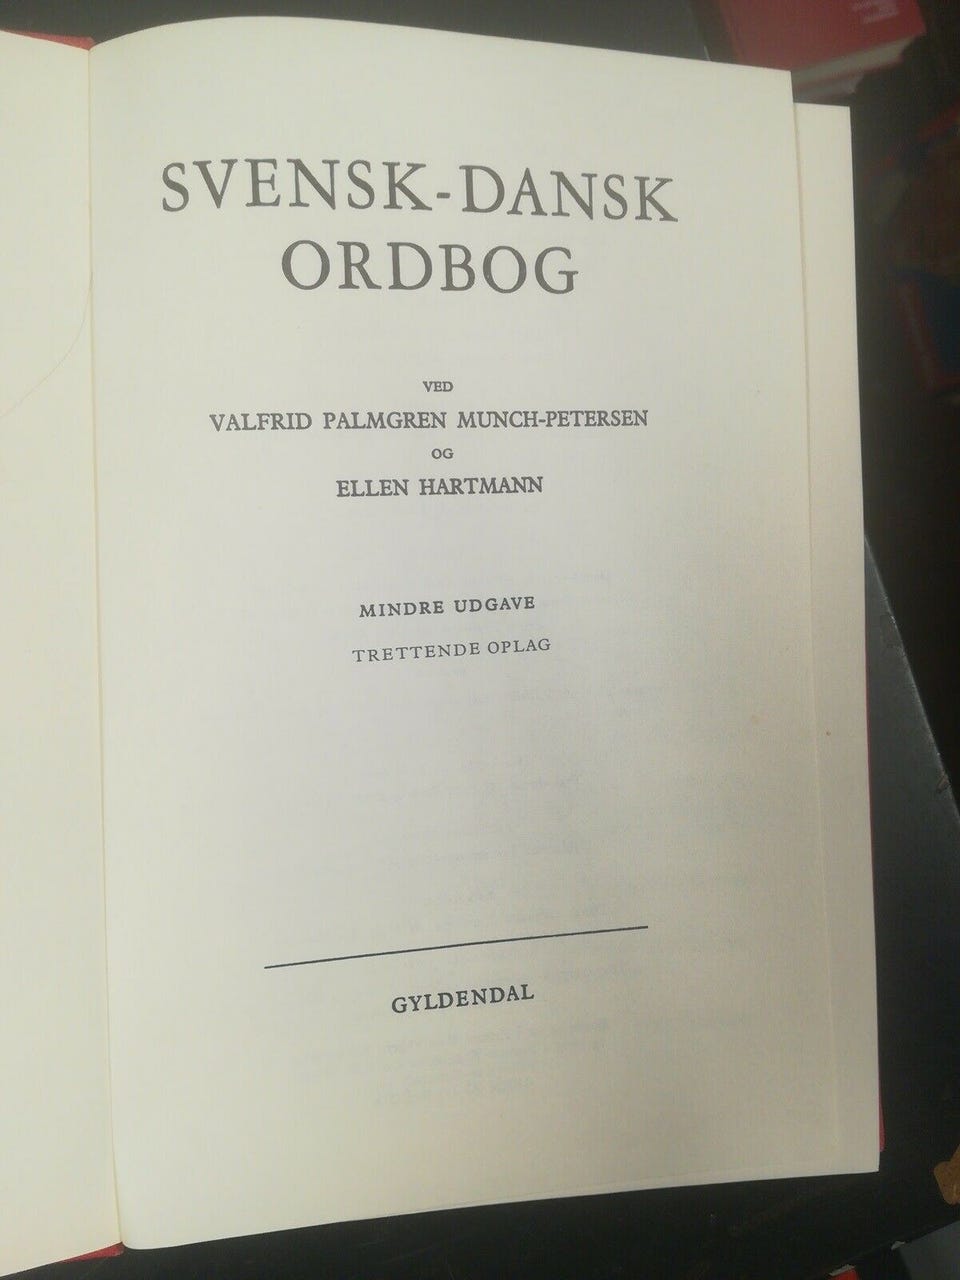 SVENSK-DANSK
ORDBOG
VED
VALFRID PALMGREN MUNCH-PETERSEN
OG
ELLEN HARTMANN
MINDRE UDGAVE
TRETTENDE OPLAG
GYLDENDAL